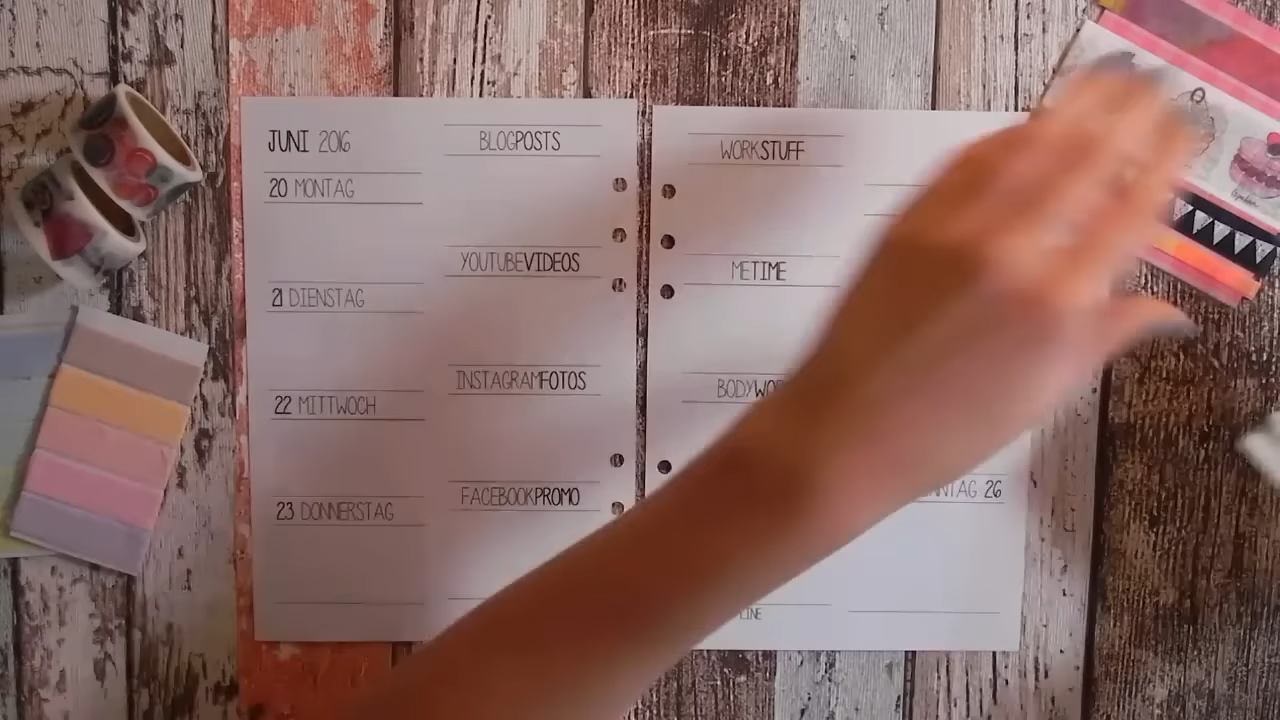 JUNI 2016
20 MONTAG
21 DIENSTAG
22 MITTWOCH
23 DONNERSTAG
BLOGPOSTS
YOUTUBEVIDEOS
INSTAGRAMFOTOS
FACEBOOKPROMO
WORKSTUFF
METIME
26